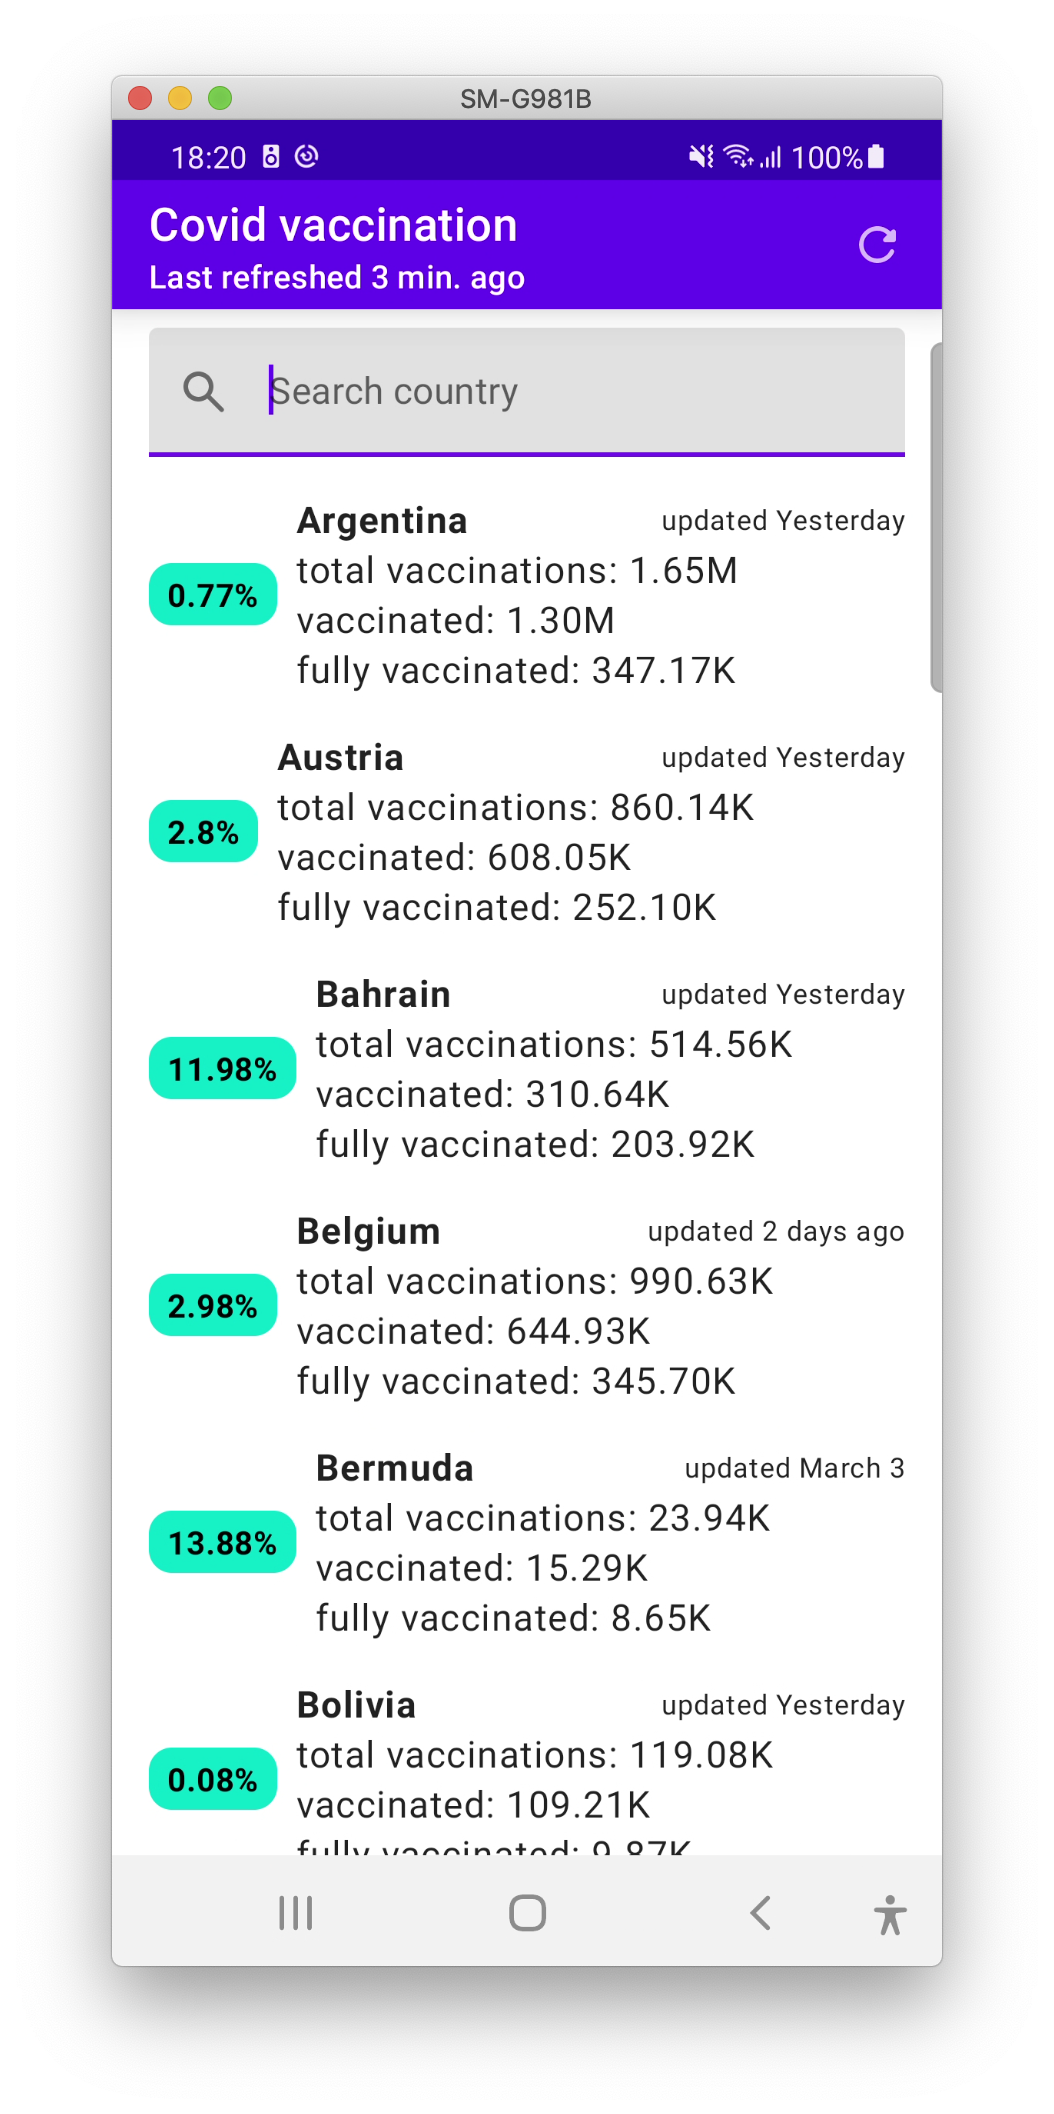 SM-G981B
18:20 100%
Covid vaccination
Last refreshed 3 min. ago
Search country
Argentina updated Yesterday
total vaccinations: 1.65M
0.77%
vaccinated: 1.30M
fully vaccinated: 347.17K
Austria updated Yesterday
total vaccinations: 860.14K
2.8%
vaccinated: 608.05K
fully vaccinated: 252.10K
Bahrain updated Yesterday
total vaccinations: 514.56K
11.98%
vaccinated: 310.64K
fully vaccinated: 203.92K
Belgium updated 2 days ago
total vaccinations: 990.63K
2.98%
vaccinated: 644.93K
fully vaccinated: 345.70K
Bermuda updated March 3
total vaccinations: 23.94K
13.88%
vaccinated: 15.29K
fully vaccinated: 8.65K
Bolivia updated Yesterday
total vaccinations: 119.08K
0.08%
vaccinated: 109.21K
fully vaccinated: 9.87K